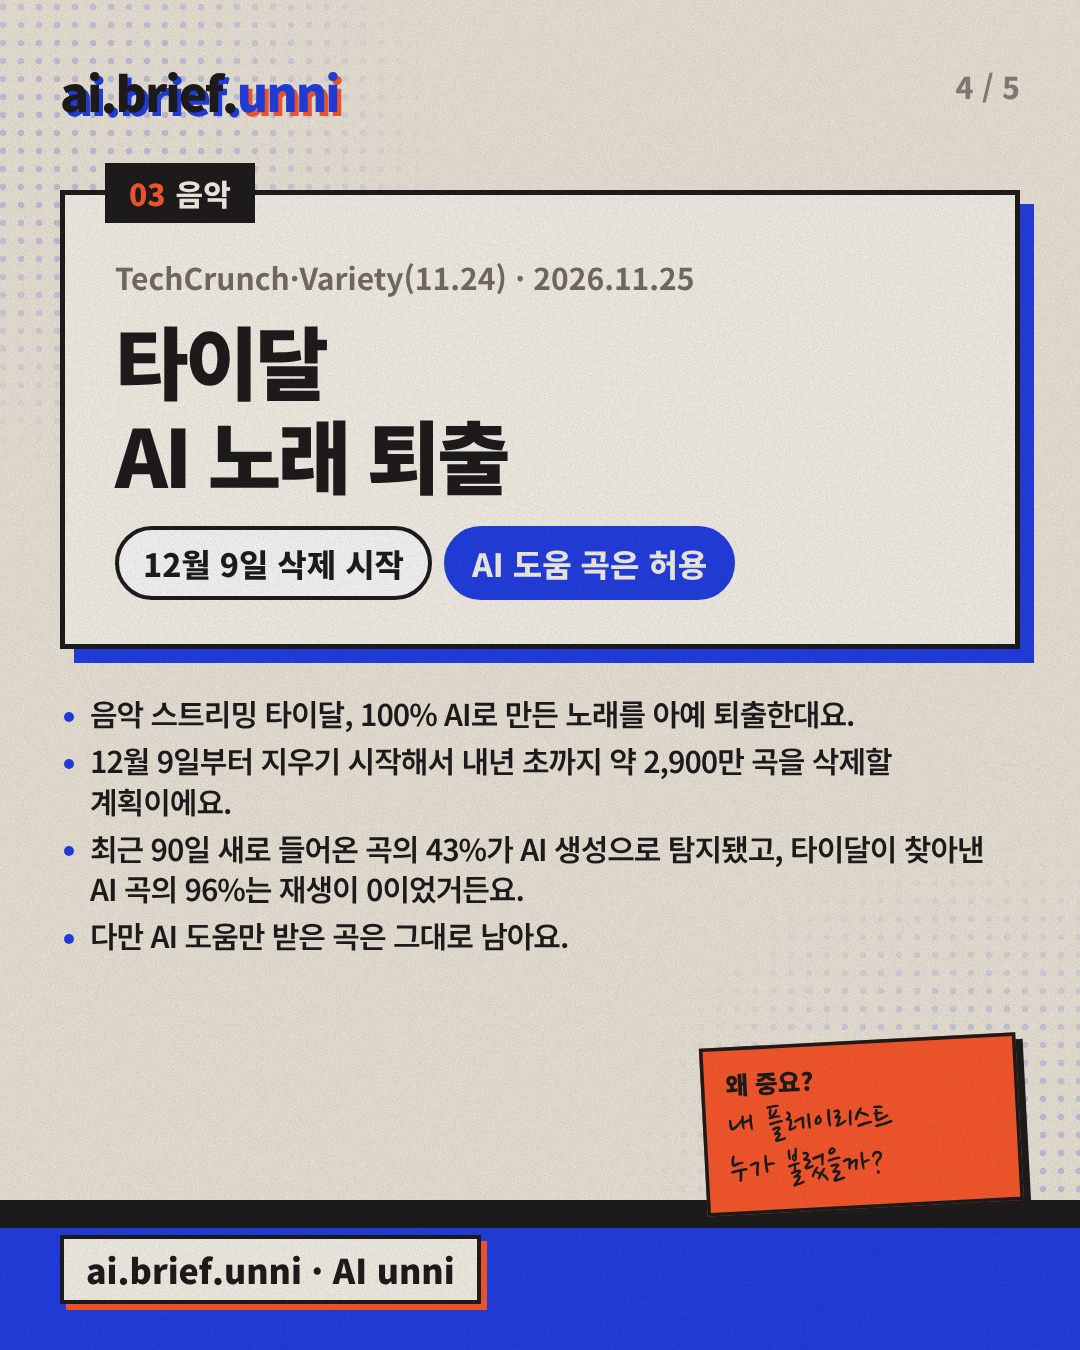 ai.brief.unni
4 / 5
03 음악
TechCrunch·Variety(11.24) · 2026.11.25
타이달
AI 노래 퇴출
12월 9일 삭제 시작
AI 도움 곡은 허용
• 음악 스트리밍 타이달, 100% AI로 만든 노래를 아예 퇴출한대요.
• 12월 9일부터 지우기 시작해서 내년 초까지 약 2,900만 곡을 삭제할
계획이에요.
• 최근 90일 새로 들어온 곡의 43%가 AI 생성으로 탐지됐고, 타이달이 찾아낸
AI 곡의 96%는 재생이 0이었거든요.
• 다만 AI 도움만 받은 곡은 그대로 남아요.
왜 중요?
내 플레이리스트
누가 불렀을까?
ai.brief.unni · AI unni